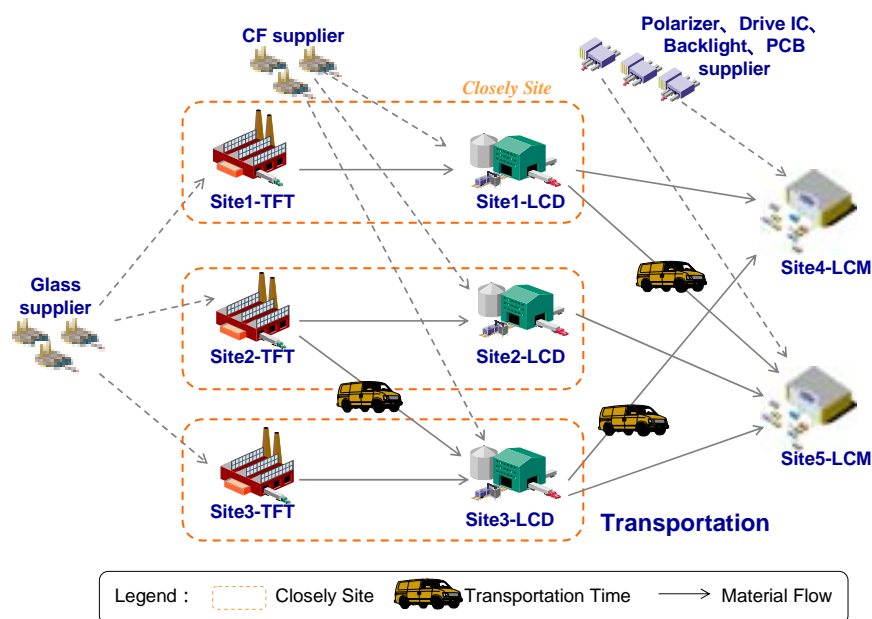 CF supplier
Polarizer、Drive IC、
Backlight、PCB
supplier
Closely Site
Site1-TFT
Site1-LCD
Site4-LCM
Glass
supplier
Site2-TFT
Site2-LCD
Site5-LCM
Site3-TFT
Site3-LCD
Transportation
Legend :
Closely Site
Transportation Time
Material Flow